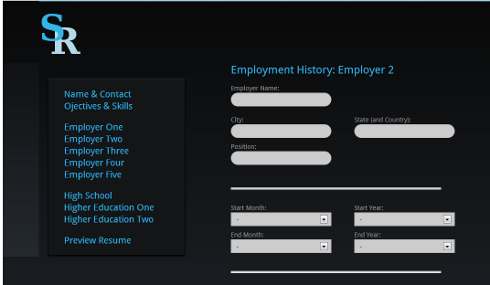 SR
Employment History: Employer 2
Name & Contact
Ojectives & Skills
Employer One
Employer Two
Employer Three
Employer Four
Employer Five
High School
Higher Education One
Higher Education Two
Preview Resume
Employer Name:
City:
State (and Country):
Position:
Start Month:
Start Year:
-
-
End Month:
End Year:
-
-